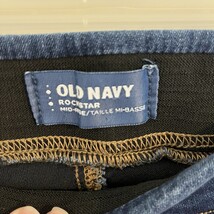 OLD NAVY
ROCKSTAR
MID-RISE/TAILLE MI-BASSE